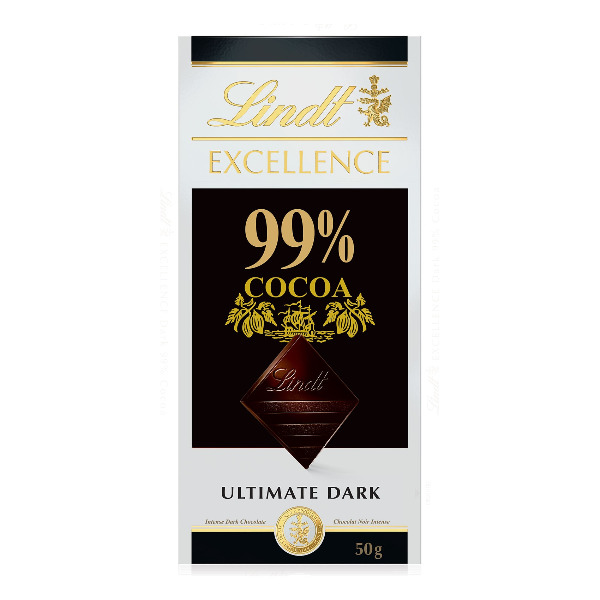 Lindt
EXCELLENCE
99%
COCOA
Lindt
ULTIMATE DARK
Intense Dark Chocolate
Chocolat Noir Intense
50g